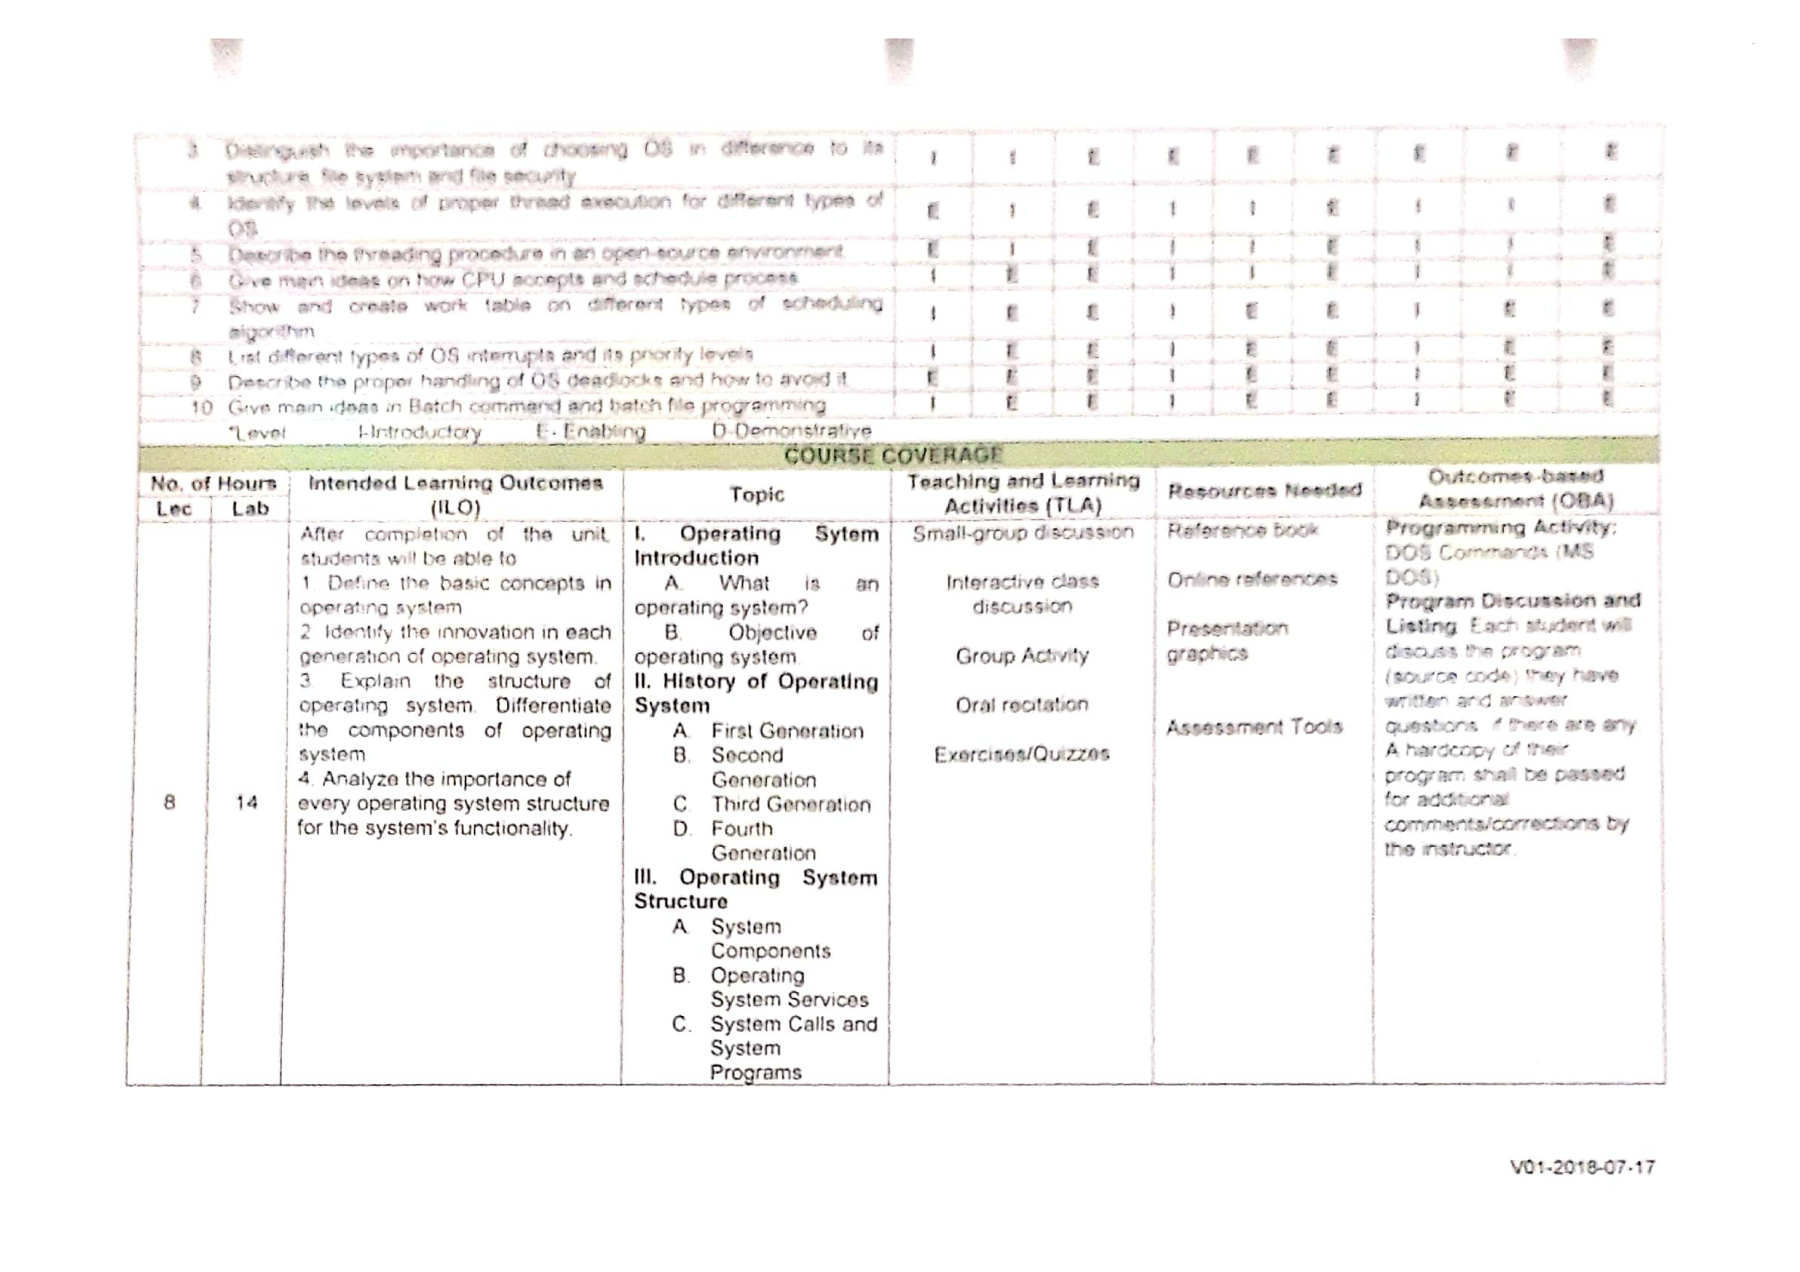 3 Distinguish the importance of choosing OS in difference to its I I E E E E E E E
structure, file system and file security
4 Identify the levels of proper thread execution for different types of E I E I I E I I E
OS
5 Describe the threading procedure in an open-source environment E I E I I E I I E
6 Give main ideas on how CPU accepts and schedule process I E E I I E I I E
7 Show and create work table on different types of scheduling I E E I E E I E E
algorithm
8 List different types of OS interrupts and its priority levels I E E I E E I E E
9 Describe the proper handling of OS deadlocks and how to avoid it E E E I E E I E E
10 Give main ideas in Batch command and batch file programming I E E I E E I E E
*Level I-Introductory E- Enabling D-Demonstrative
COURSE COVERAGE
No. of Hours
Lec Lab
Intended Learning Outcomes
(ILO)
Topic
Teaching and Learning
Activities (TLA)
Resources Needed
Outcomes-based
Assessment (OBA)
8
14
After completion of the unit,
students will be able to
1. Define the basic concepts in
operating system
2 Identify the innovation in each
generation of operating system.
3 Explain the structure of
operating system. Differentiate
the components of operating
system
4. Analyze the importance of
every operating system structure
for the system's functionality.
I. Operating Sytem
Introduction
A. What is an
operating system?
B. Objective of
operating system.
II. History of Operating
System
A. First Generation
B. Second
Generation
C. Third Generation
D. Fourth
Generation
III. Operating System
Structure
A. System
Components
B. Operating
System Services
C. System Calls and
System
Programs
Small-group discussion
Interactive class
discussion
Group Activity
Oral recitation
Exercises/Quizzes
Reference book
Online references
Presentation
graphics
Assessment Tools
Programming Activity:
DOS Commands (MS
DOS)
Program Discussion and
Listing. Each student will
discuss the program
(source code) they have
written and answer
questions, if there are any.
A hardcopy of their
program shall be passed
for additional
comments/corrections by
the instructor.
V01-2018-07-17